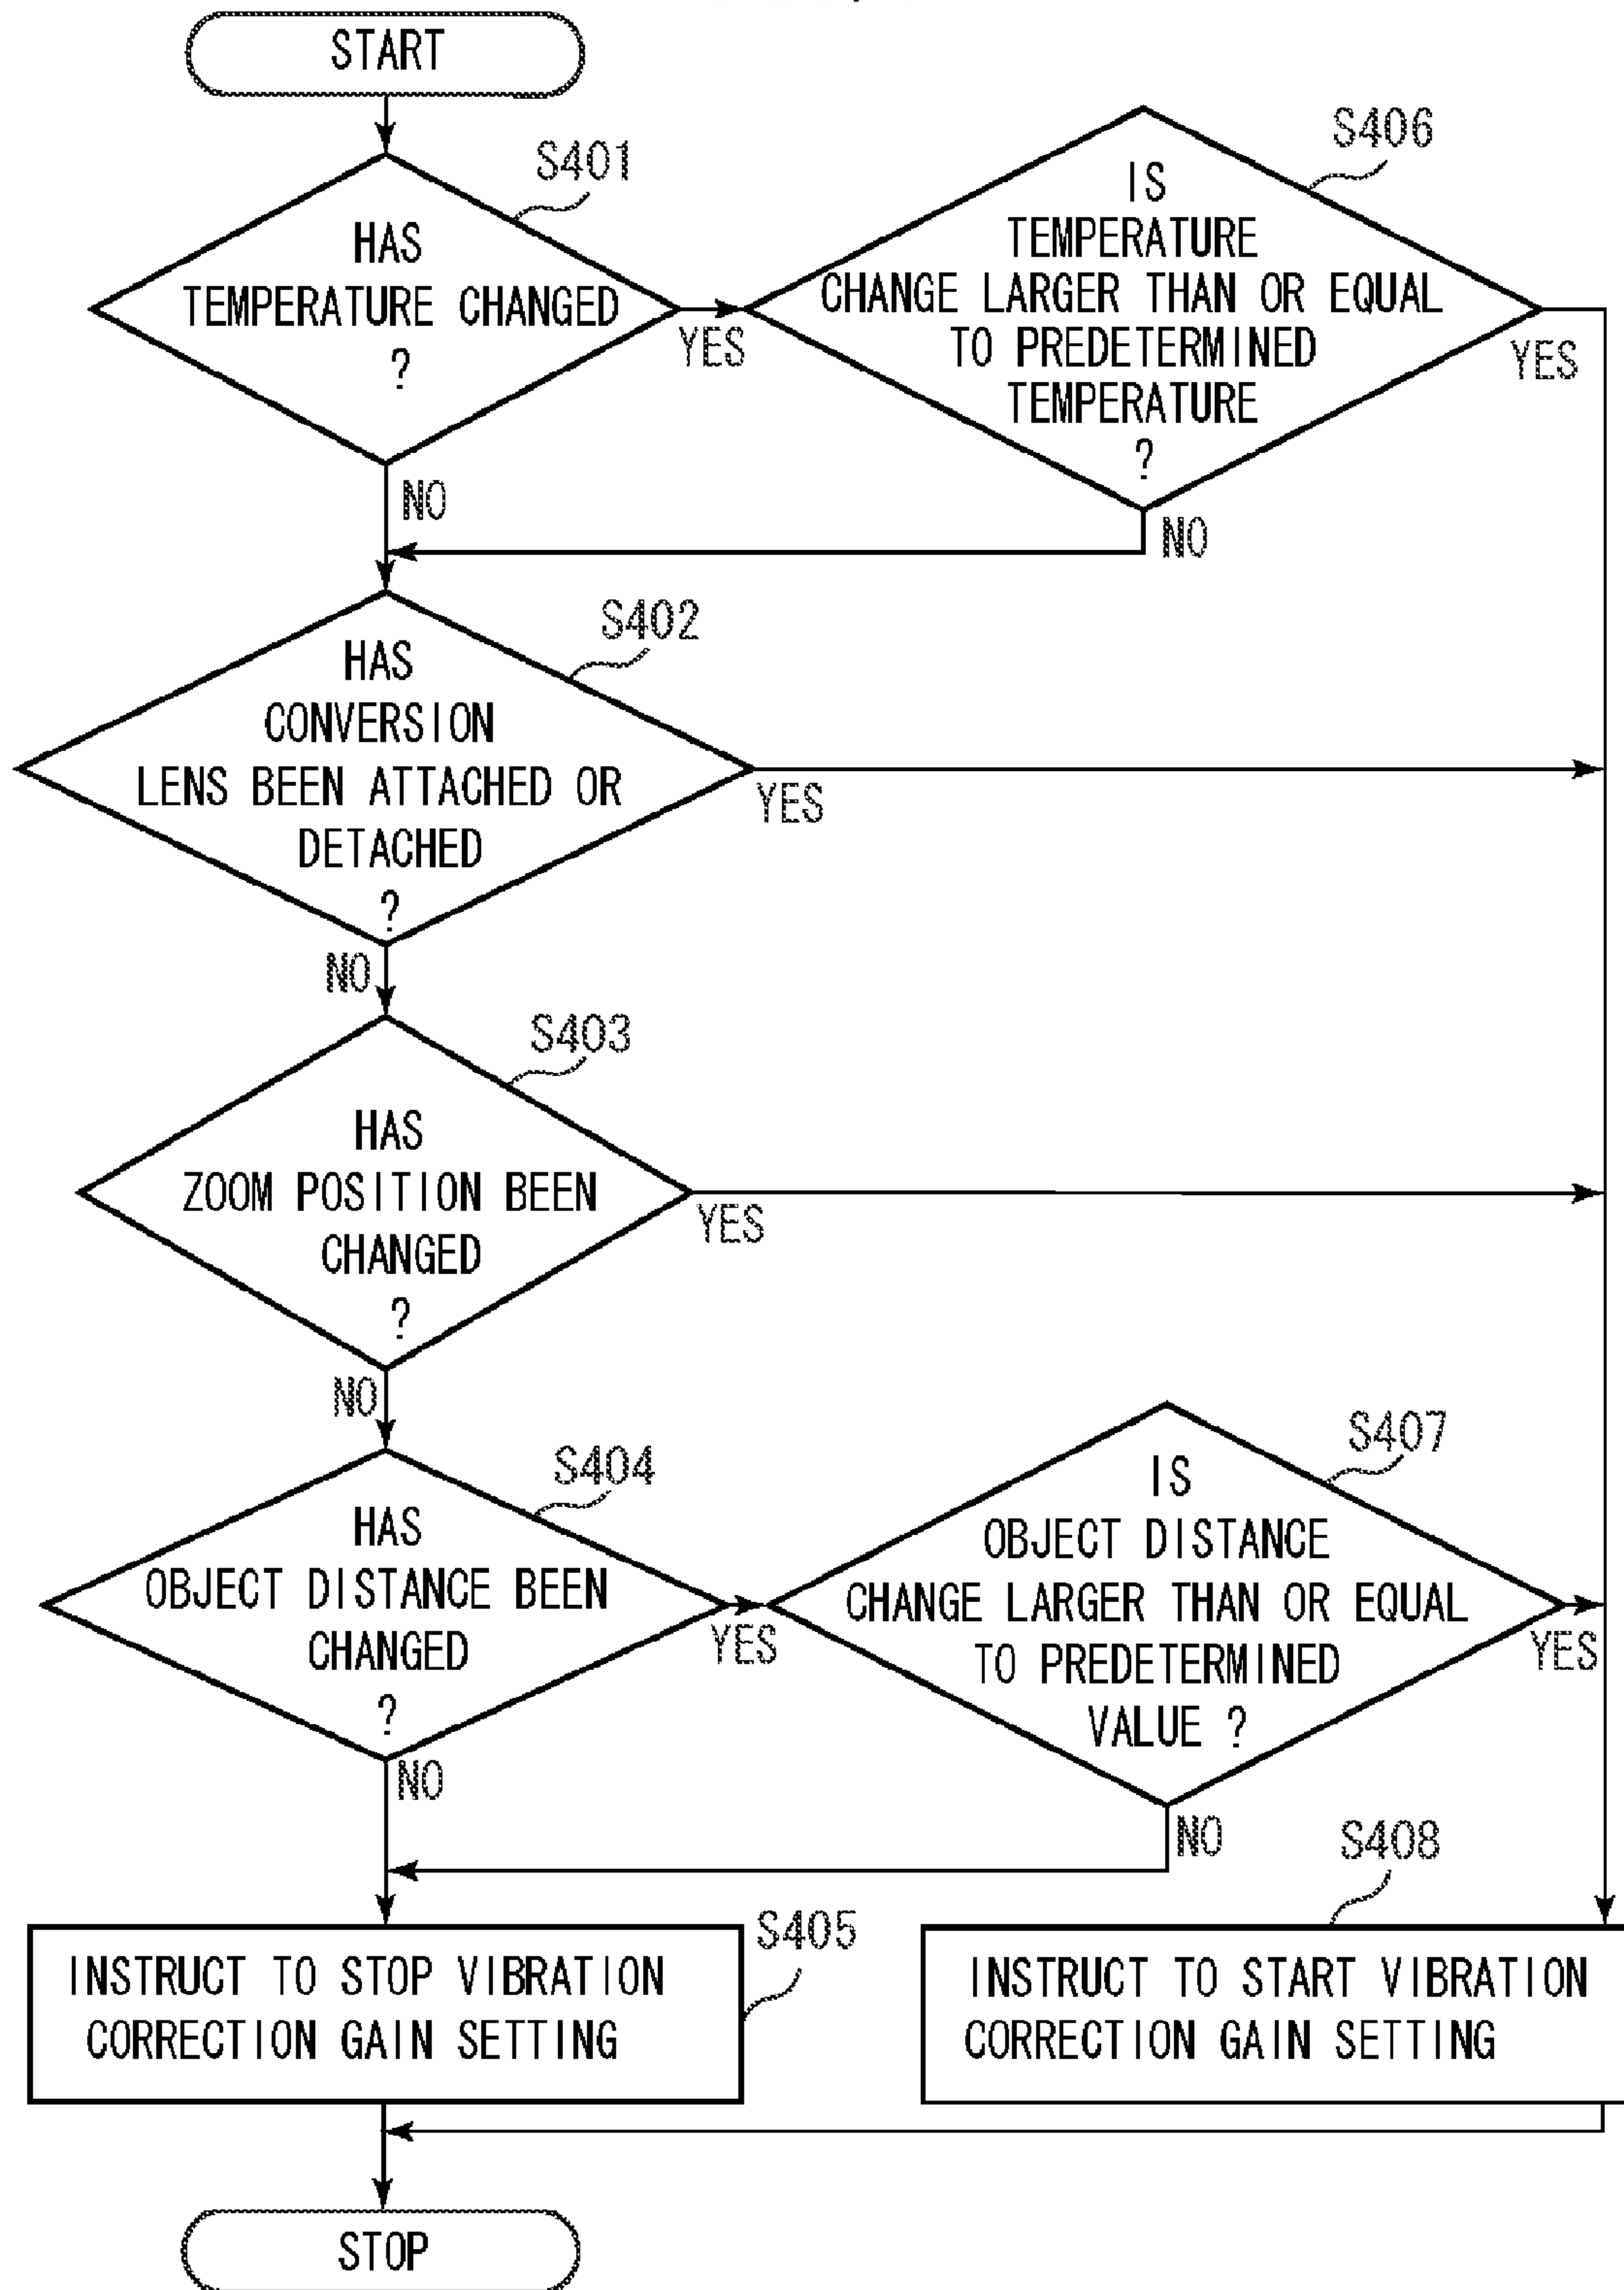 START
S401
HAS
TEMPERATURE CHANGED
?
YES
NO
S406
IS
TEMPERATURE
CHANGE LARGER THAN OR EQUAL
TO PREDETERMINED
TEMPERATURE
?
YES
NO
S402
HAS
CONVERSION
LENS BEEN ATTACHED OR
DETACHED
?
YES
NO
S403
HAS
ZOOM POSITION BEEN
CHANGED
?
YES
NO
S404
HAS
OBJECT DISTANCE BEEN
CHANGED
?
YES
NO
S407
IS
OBJECT DISTANCE
CHANGE LARGER THAN OR EQUAL
TO PREDETERMINED
VALUE ?
YES
NO
S405
INSTRUCT TO STOP VIBRATION
CORRECTION GAIN SETTING
S408
INSTRUCT TO START VIBRATION
CORRECTION GAIN SETTING
STOP